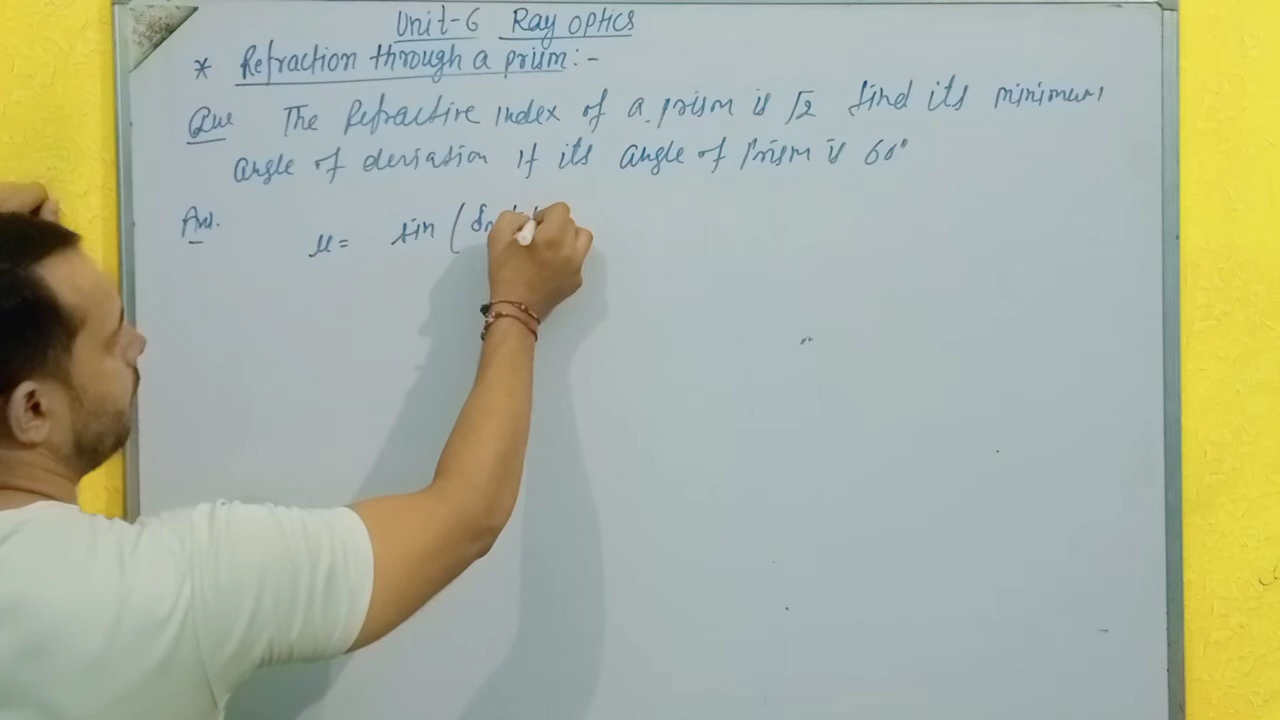 Unit-6 Ray optics
* Refraction through a prism:-
Que The Refractive index of a prism is √2 find its minimum
angle of deviation if its angle of Prism is 60°
Ans.
μ= sin (δm